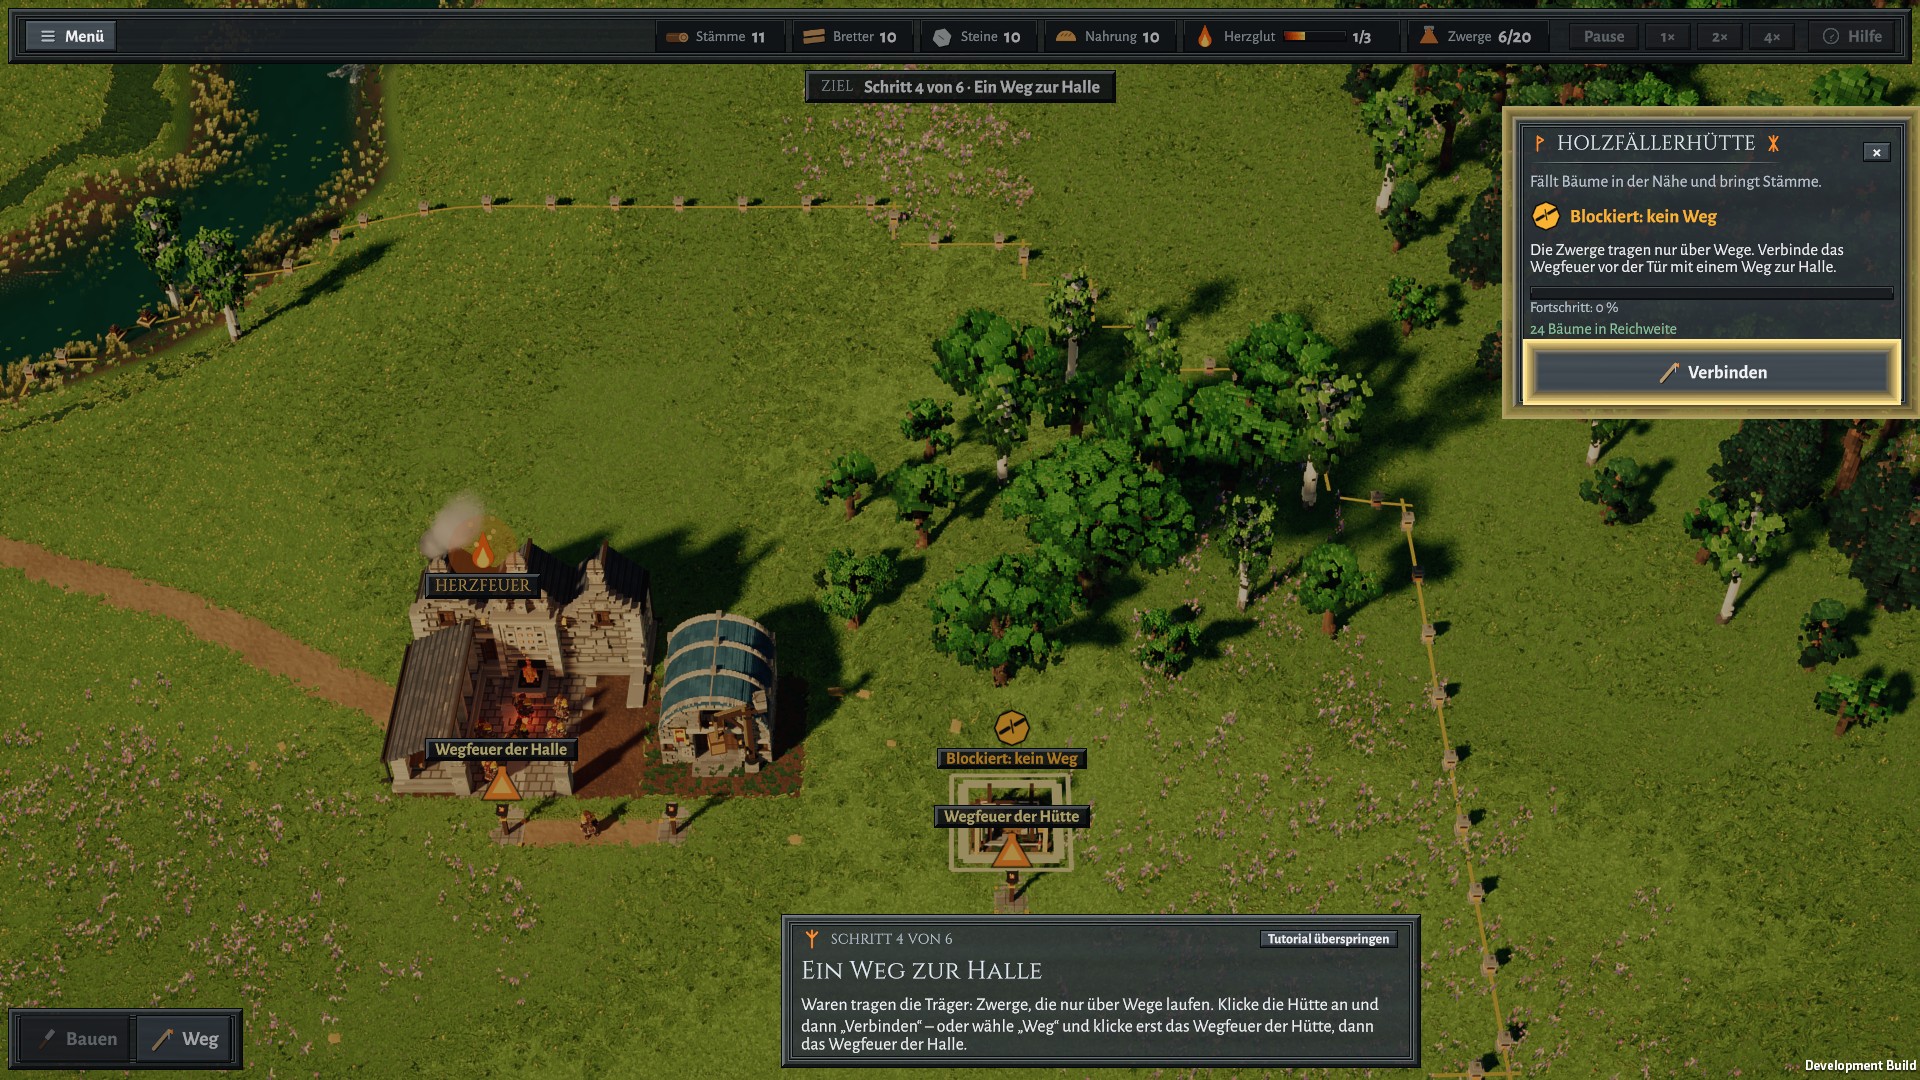 Menü
Stämme 11
Bretter 10
Steine 10
Nahrung 10
Herzglut 1/3
Zwerge 6/20
Pause
1×
2×
4×
Hilfe
ZIEL Schritt 4 von 6 · Ein Weg zur Halle
HOLZFÄLLERHÜTTE
Fällt Bäume in der Nähe und bringt Stämme.
Blockiert: kein Weg
Die Zwerge tragen nur über Wege. Verbinde das
Wegfeuer vor der Tür mit einem Weg zur Halle.
Fortschritt: 0 %
24 Bäume in Reichweite
Verbinden
HERZFEUER
Wegfeuer der Halle
Blockiert: kein Weg
Wegfeuer der Hütte
SCHRITT 4 VON 6
Tutorial überspringen
EIN WEG ZUR HALLE
Waren tragen die Träger: Zwerge, die nur über Wege laufen. Klicke die Hütte an und
dann „Verbinden“ – oder wähle „Weg“ und klicke erst das Wegfeuer der Hütte, dann
das Wegfeuer der Halle.
Bauen
Weg
Development Build